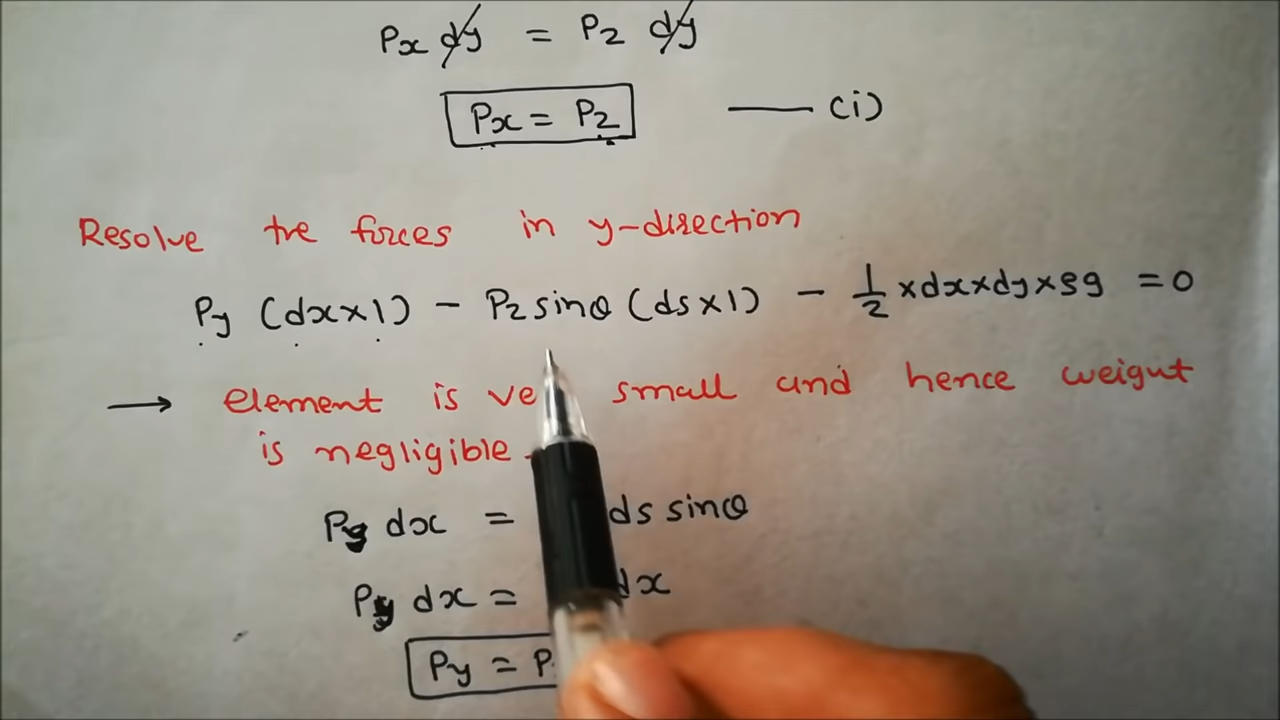 Px dy = Pz dy
Px = Pz —— (i)
Resolve the forces in y-direction
Py (dx×1) - Pz sinθ (ds×1) - 1/2 ×dx×dy×ρg = 0
→ element is small and hence weight
is negligible
Py dx = ds sinθ
Py dx = dx
Py =